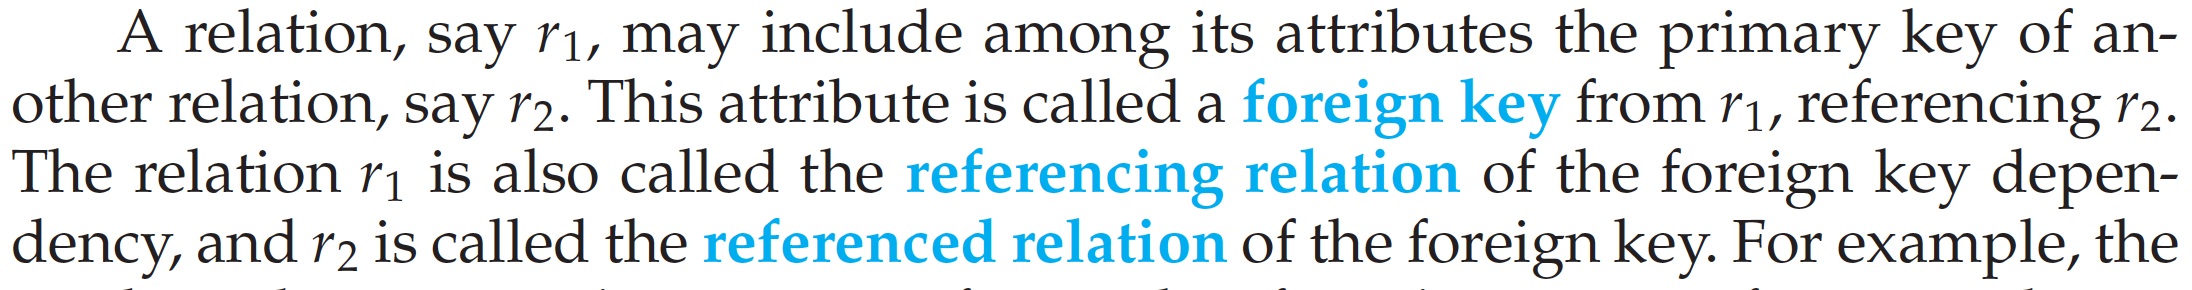 A relation, say r₁, may include among its attributes the primary key of an-
other relation, say r₂. This attribute is called a foreign key from r₁, referencing r₂.
The relation r₁ is also called the referencing relation of the foreign key depen-
dency, and r₂ is called the referenced relation of the foreign key. For example, the